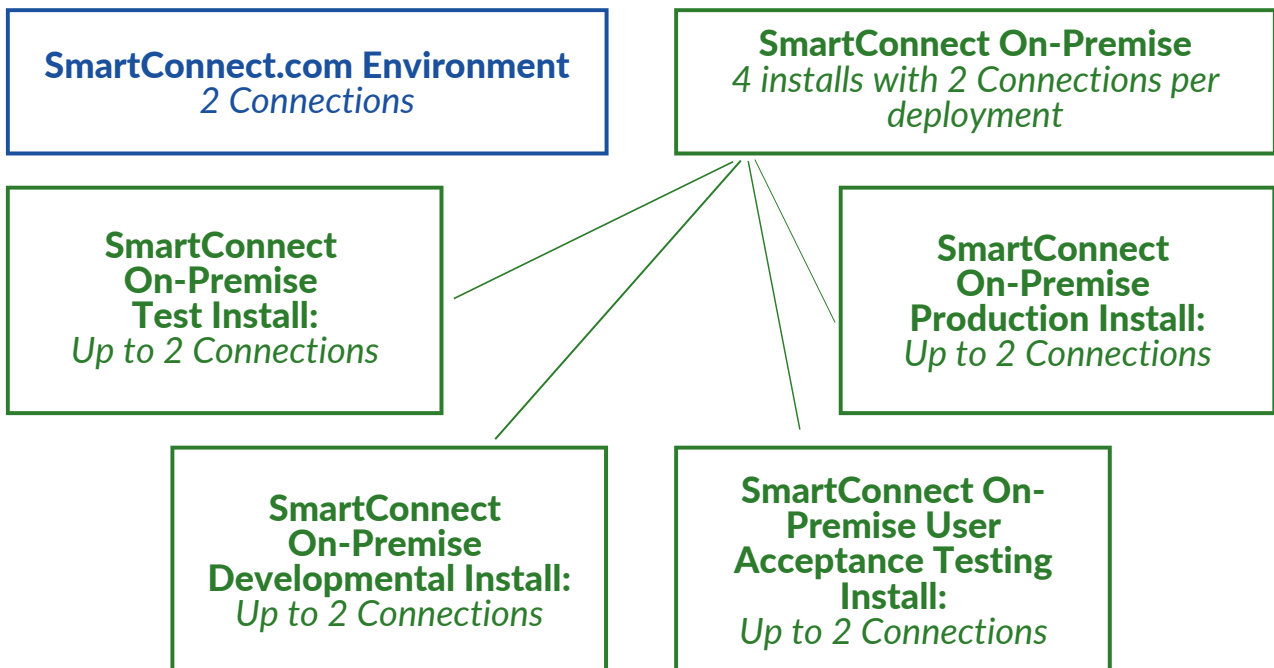 SmartConnect.com Environment
2 Connections
SmartConnect On-Premise
4 installs with 2 Connections per
deployment
SmartConnect
On-Premise
Test Install:
Up to 2 Connections
SmartConnect
On-Premise
Production Install:
Up to 2 Connections
SmartConnect
On-Premise
Developmental Install:
Up to 2 Connections
SmartConnect On-
Premise User
Acceptance Testing
Install:
Up to 2 Connections